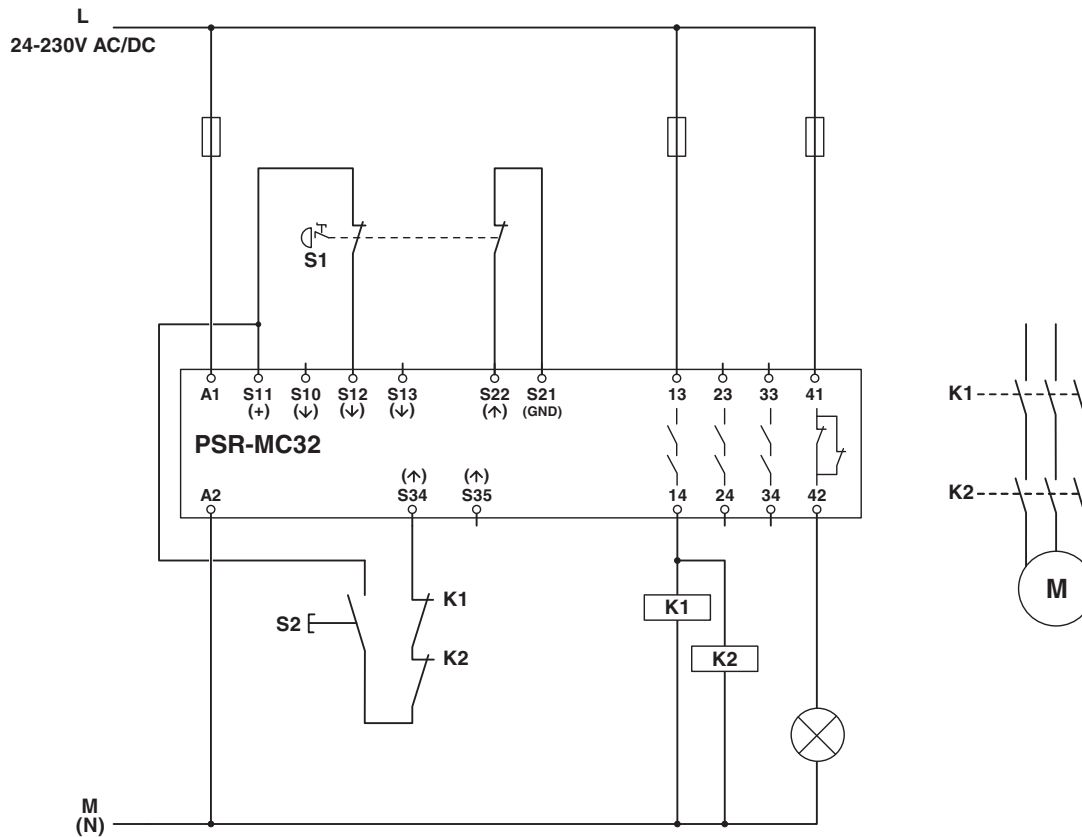 L
24-230V AC/DC
S1
A1 S11 S10 S12 S13 S22 S21 13 23 33 41
(+) (↓) (↓) (↓) (↑) (GND)
PSR-MC32
(↑) (↑)
A2 S34 S35 14 24 34 42
K1
K2
M
S2
K1
K2
K1
K2
M
(N)